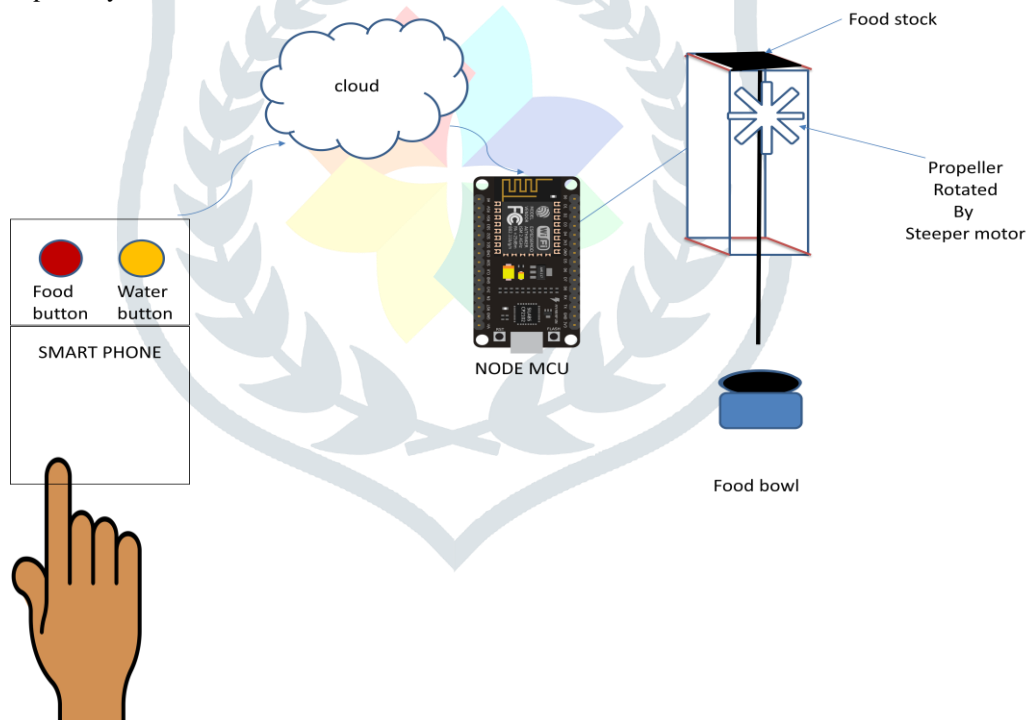 Food stock
cloud
Propeller
Rotated
By
Steeper motor
Food
button
Water
button
SMART PHONE
NODE MCU
Food bowl